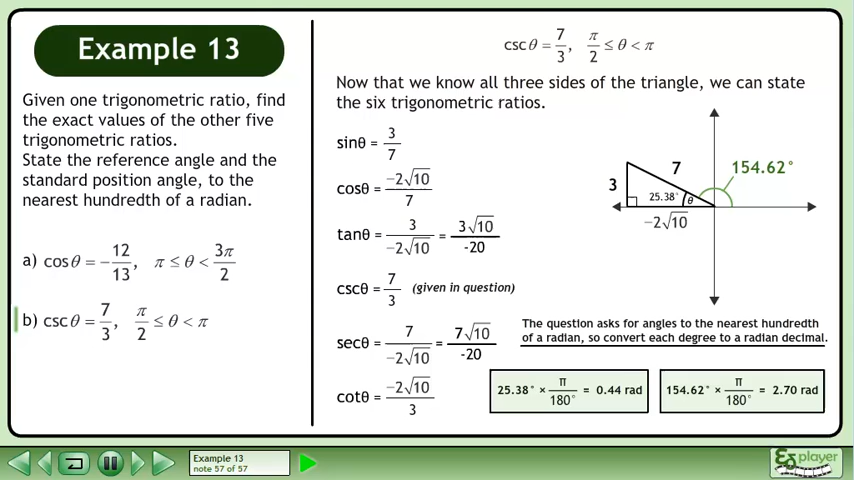 Example 13
Given one trigonometric ratio, find
the exact values of the other five
trigonometric ratios.
State the reference angle and the
standard position angle, to the
nearest hundredth of a radian.
a) cosθ = -12/13, π ≤ θ < 3π/2
b) cscθ = 7/3, π/2 ≤ θ < π
cscθ = 7/3, π/2 ≤ θ < π
Now that we know all three sides of the triangle, we can state
the six trigonometric ratios.
sinθ = 3/7
cosθ = -2√10/7
tanθ = 3/-2√10 = 3√10/-20
cscθ = 7/3 (given in question)
secθ = 7/-2√10 = 7√10/-20
cotθ = -2√10/3
7
154.62°
3
25.38°
θ
-2√10
The question asks for angles to the nearest hundredth
of a radian, so convert each degree to a radian decimal.
25.38° × π/180° = 0.44 rad
154.62° × π/180° = 2.70 rad
Example 13
note 57 of 57
player